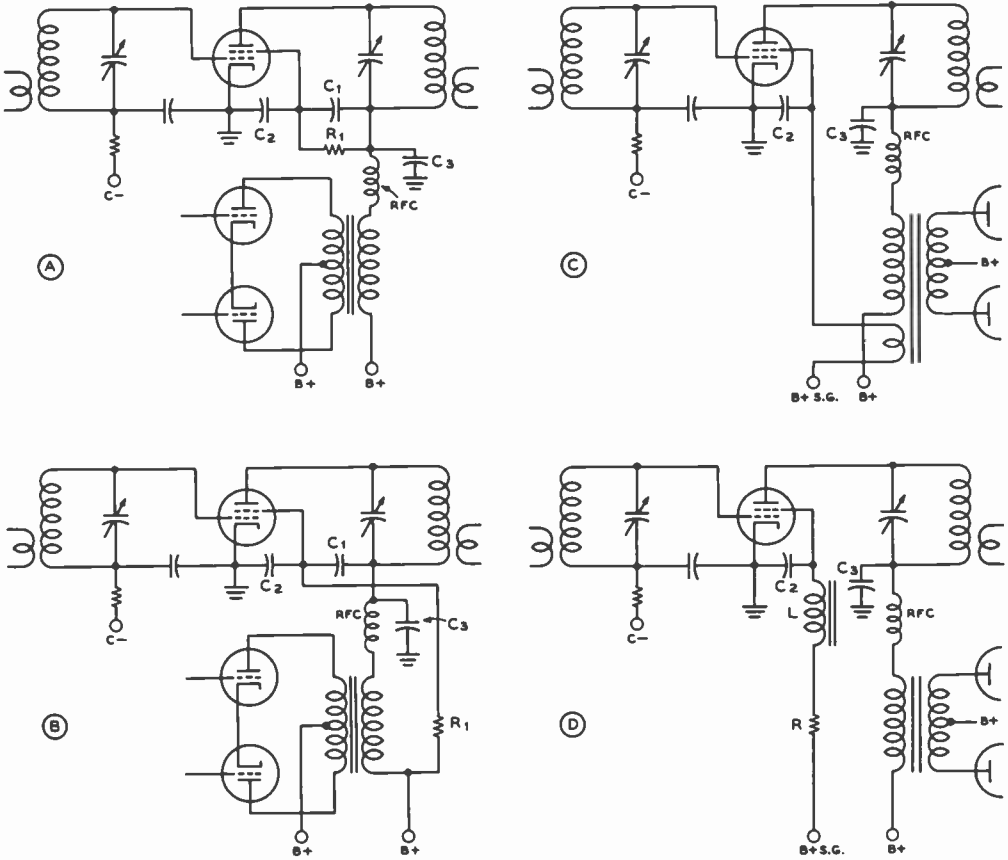 C₁
C₂
R₁
C₃
RFC
C-
A
B+
B+
C₂
C₃
RFC
C-
C
B+
B+ S.G.
B+
C₁
C₂
RFC
C₃
C-
B
R₁
B+
B+
C₂
C₃
L
RFC
C-
D
R
B+
B+ S.G.
B+